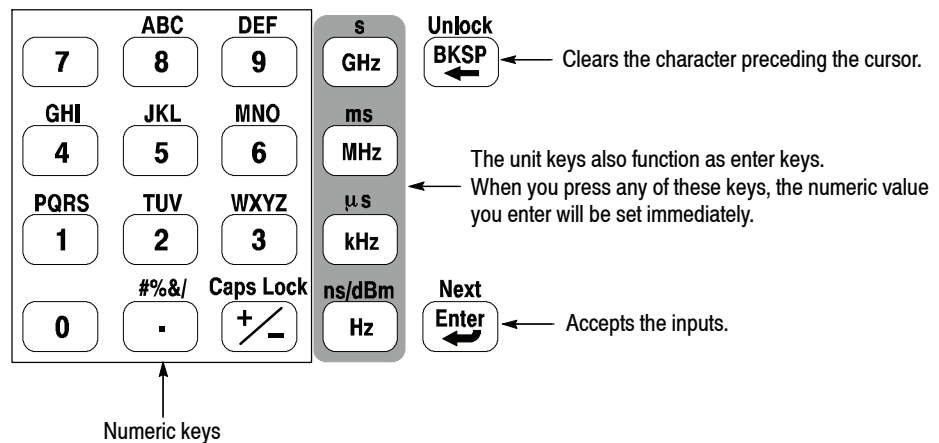 ABC DEF s Unlock
7 8 9 GHz BKSP Clears the character preceding the cursor.
GHI JKL MNO ms
4 5 6 MHz
The unit keys also function as enter keys.
When you press any of these keys, the numeric value
you enter will be set immediately.
PQRS TUV WXYZ μs
1 2 3 kHz
#%&/ Caps Lock ns/dBm Next
0 . +/− Hz Enter Accepts the inputs.
Numeric keys